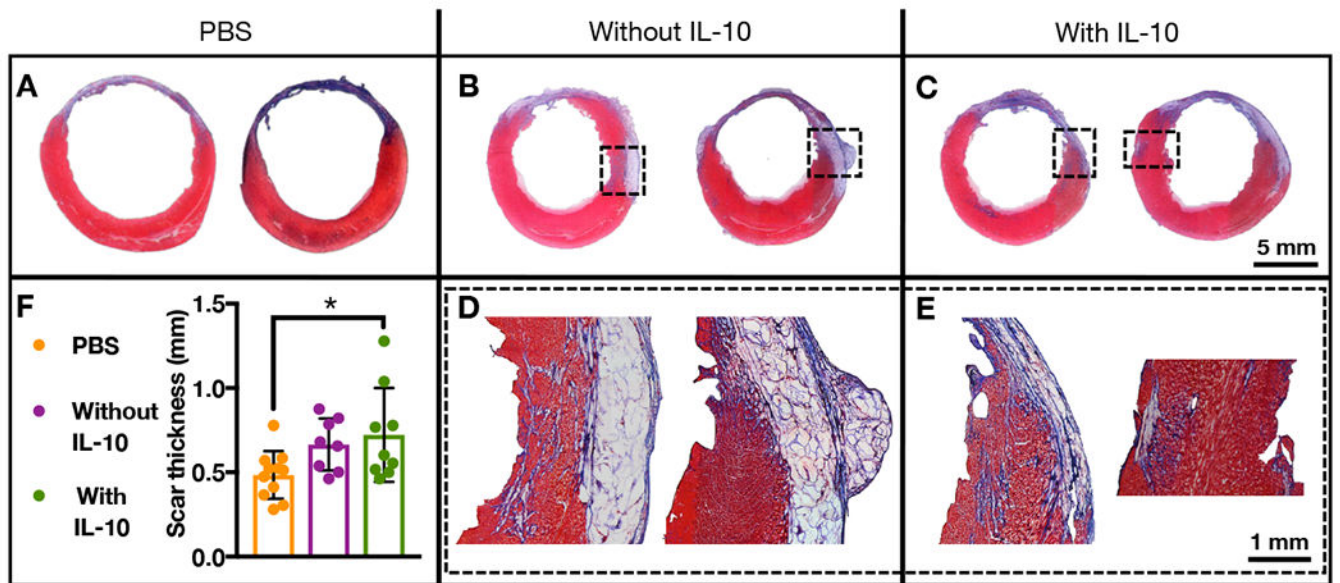 PBS
Without IL-10
With IL-10
A
B
C
5 mm
F
PBS
Without
IL-10
With
IL-10
Scar thickness (mm)
1.5
1.0
0.5
0.0
*
D
E
1 mm